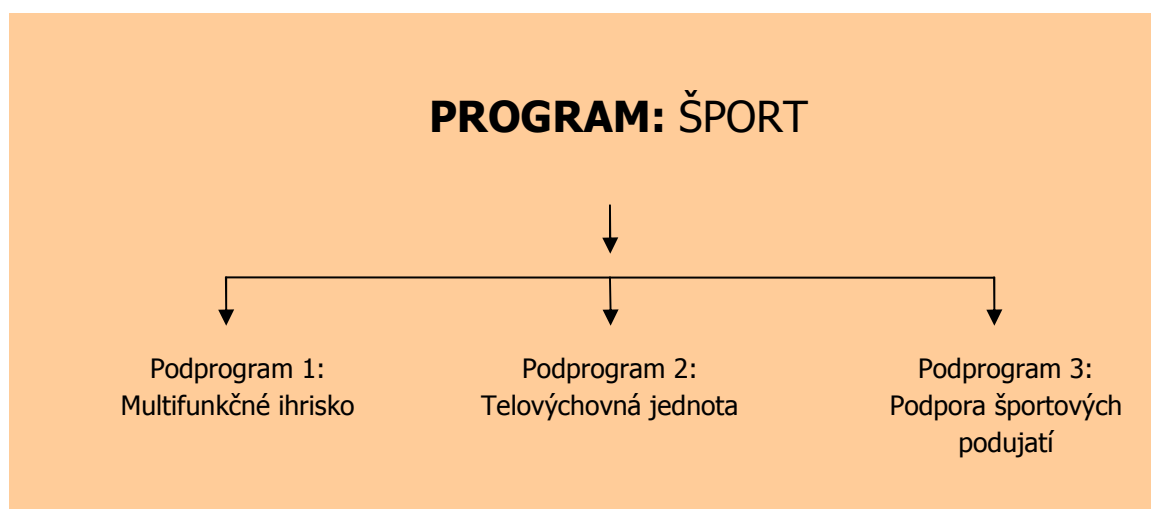 PROGRAM: ŠPORT
Podprogram 1:
Multifunkčné ihrisko
Podprogram 2:
Telovýchovná jednota
Podprogram 3:
Podpora športových
podujatí